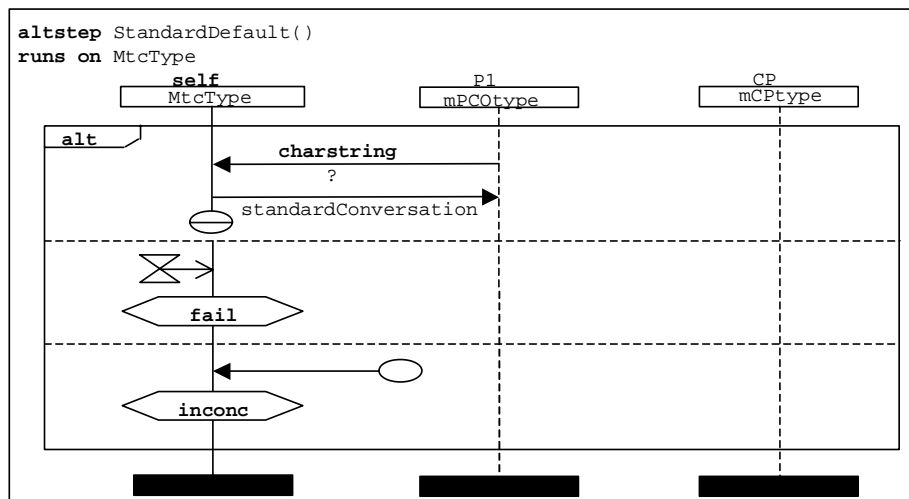 altstep StandardDefault()
runs on MtcType
self P1 CP
MtcType mPCOtype mCPtype
alt
charstring
?
standardConversation
fail
inconc